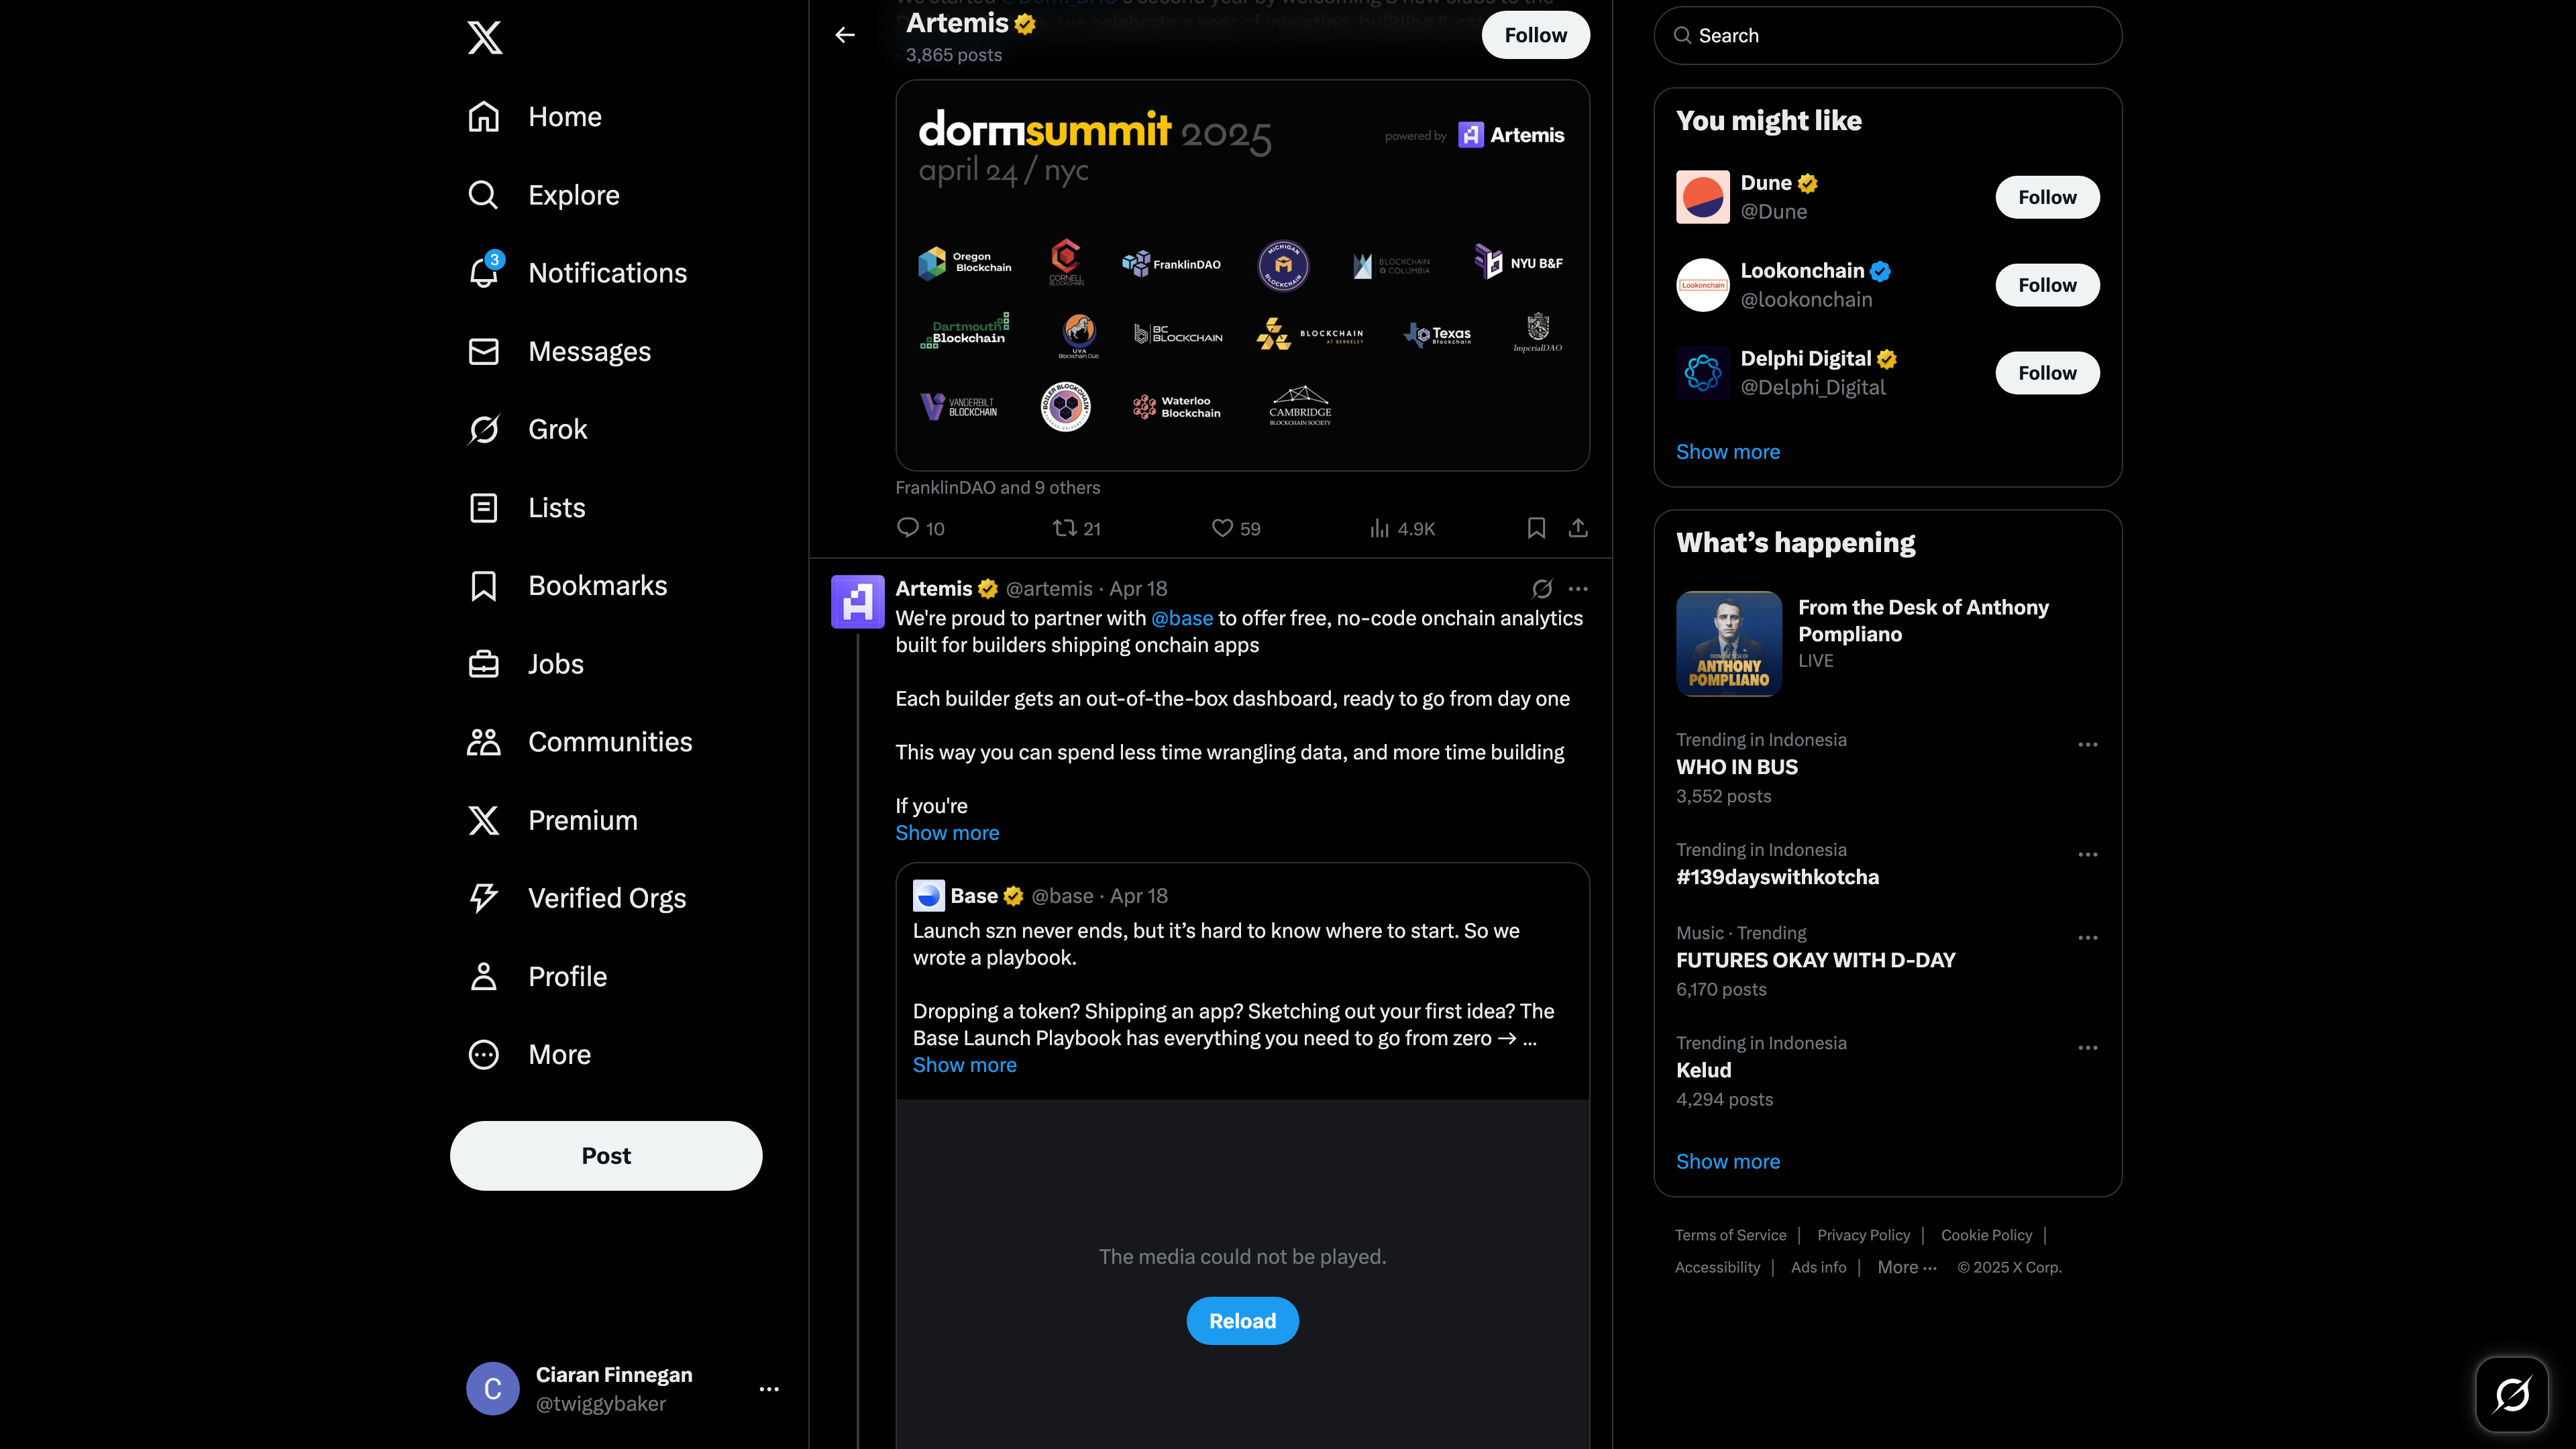 Home
Explore
3
Notifications
Messages
Grok
Lists
Bookmarks
Jobs
Communities
Premium
Verified Orgs
Profile
More
Post
Ciaran Finnegan
@twiggybaker
C
Artemis
3,865 posts
Follow
dormsummit 2025
april 24 / nyc
powered by Artemis
Oregon Blockchain
CORNELL BLOCKCHAIN
FranklinDAO
MICHIGAN BLOCKCHAIN
BLOCKCHAIN @ COLUMBIA
NYU B&F
Dartmouth Blockchain
UVA Blockchain Club
BC BLOCKCHAIN
BLOCKCHAIN AT BERKELEY
Texas Blockchain
ImperialDAO
VANDERBILT BLOCKCHAIN
BOILER BLOCKCHAIN
Waterloo Blockchain
CAMBRIDGE BLOCKCHAIN SOCIETY
FranklinDAO and 9 others
10 21 59 4.9K
Artemis @artemis · Apr 18
We're proud to partner with @base to offer free, no-code onchain analytics
built for builders shipping onchain apps
Each builder gets an out-of-the-box dashboard, ready to go from day one
This way you can spend less time wrangling data, and more time building
If you're
Show more
Base @base · Apr 18
Launch szn never ends, but it’s hard to know where to start. So we
wrote a playbook.
Dropping a token? Shipping an app? Sketching out your first idea? The
Base Launch Playbook has everything you need to go from zero → ...
Show more
The media could not be played.
Reload
Search
You might like
Dune
@Dune
Follow
Lookonchain
Lookonchain
@lookonchain
Follow
Delphi Digital
@Delphi_Digital
Follow
Show more
What’s happening
From the Desk of Anthony
Pompliano
LIVE
ANTHONY
POMPLIANO
Trending in Indonesia
WHO IN BUS
3,552 posts
Trending in Indonesia
#139dayswithkotcha
Music · Trending
FUTURES OKAY WITH D-DAY
6,170 posts
Trending in Indonesia
Kelud
4,294 posts
Show more
Terms of Service | Privacy Policy | Cookie Policy |
Accessibility | Ads info | More ··· © 2025 X Corp.